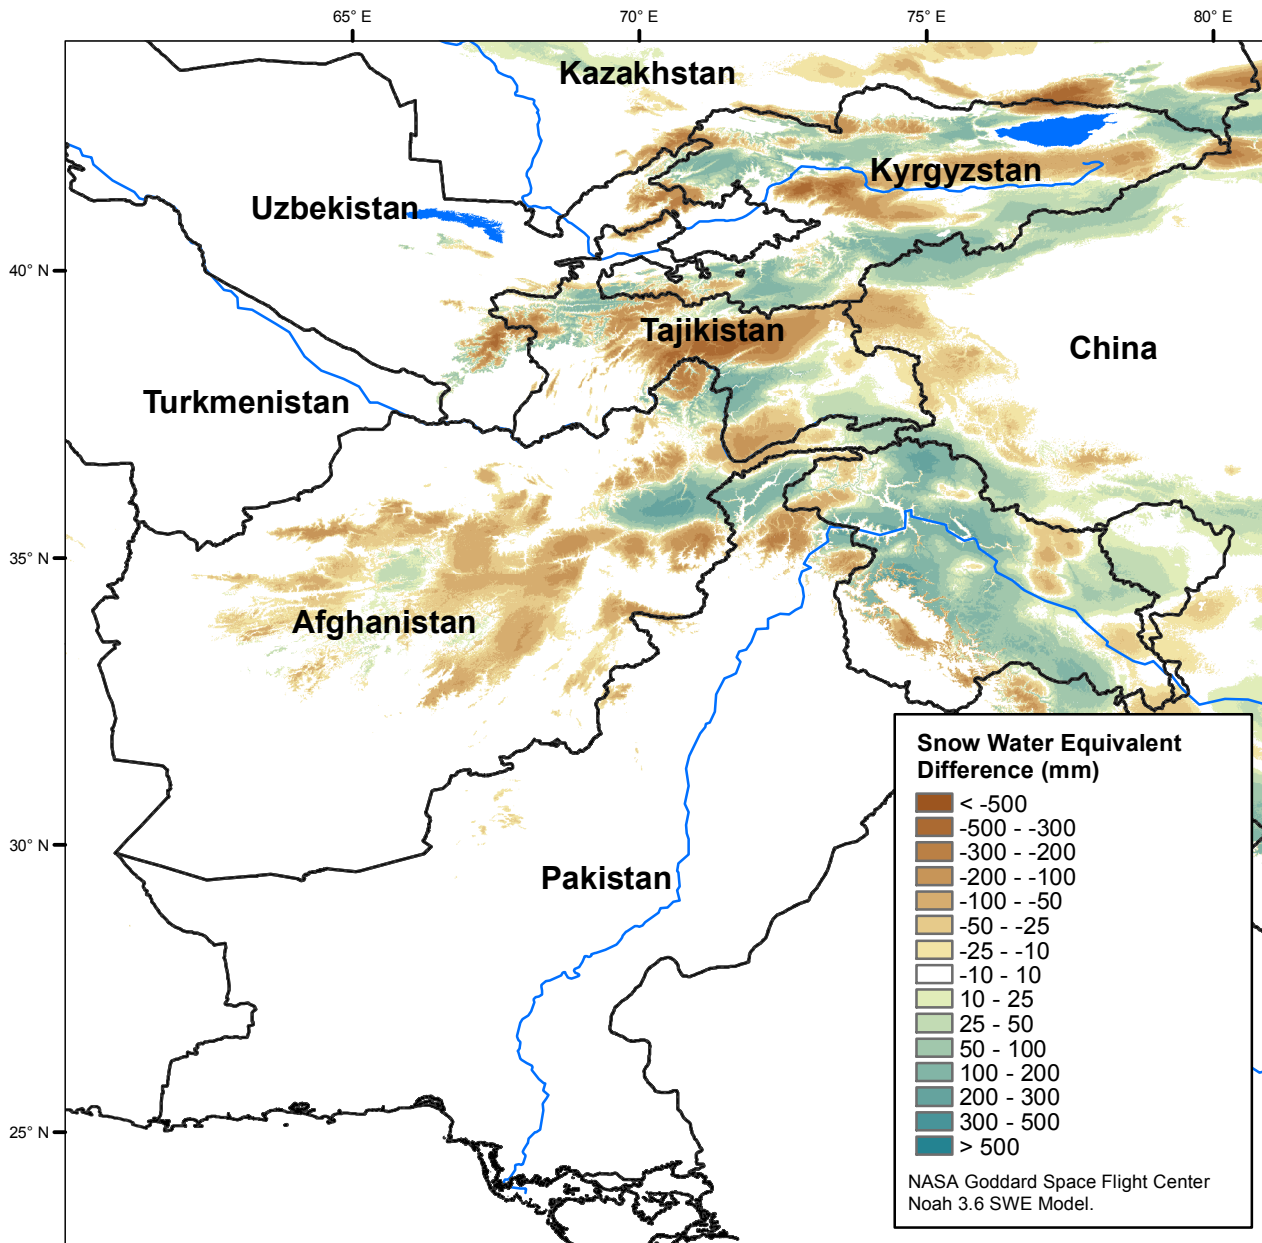 65° E
70° E
75° E
80° E
Kazakhstan
Kyrgyzstan
Uzbekistan
40° N
Tajikistan
China
Turkmenistan
35° N
Afghanistan
Snow Water Equivalent
Difference (mm)
< -500
-500 - -300
-300 - -200
-200 - -100
-100 - -50
-50 - -25
-25 - -10
-10 - 10
10 - 25
25 - 50
50 - 100
100 - 200
200 - 300
300 - 500
> 500
30° N
Pakistan
25° N
NASA Goddard Space Flight Center
Noah 3.6 SWE Model.